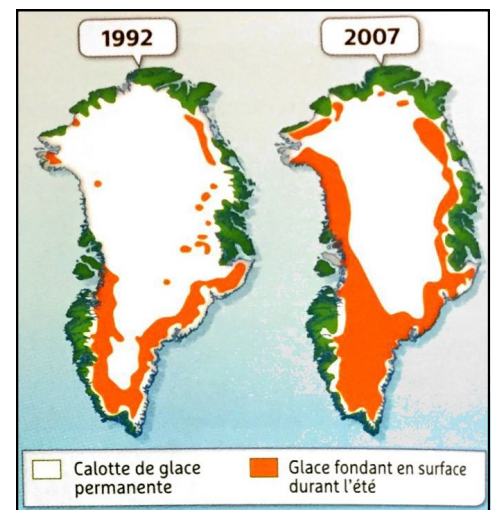 1992
2007
Calotte de glace
permanente
Glace fondant en surface
durant l'été